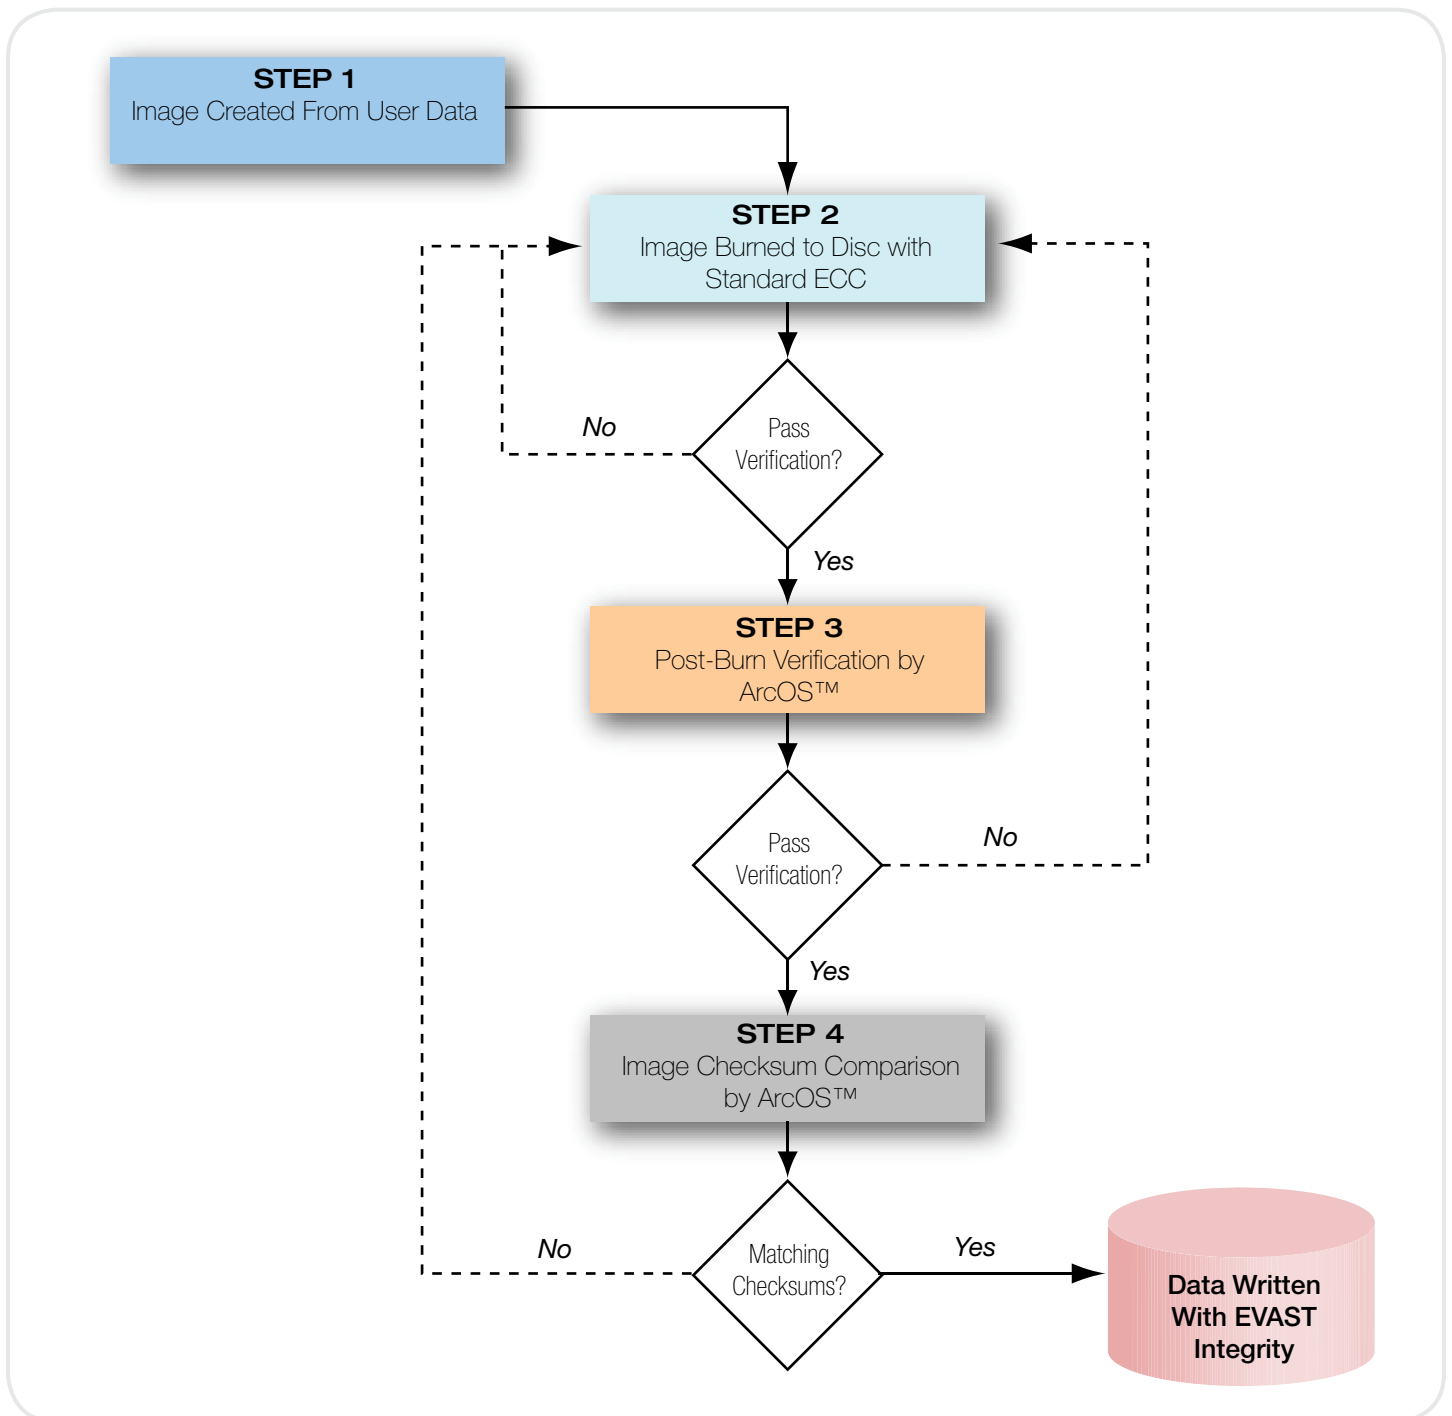 STEP 1
Image Created From User Data
STEP 2
Image Burned to Disc with
Standard ECC
No
Pass
Verification?
Yes
STEP 3
Post-Burn Verification by
ArcOS™
Pass
Verification?
No
Yes
STEP 4
Image Checksum Comparison
by ArcOS™
No
Matching
Checksums?
Yes
Data Written
With EVAST
Integrity